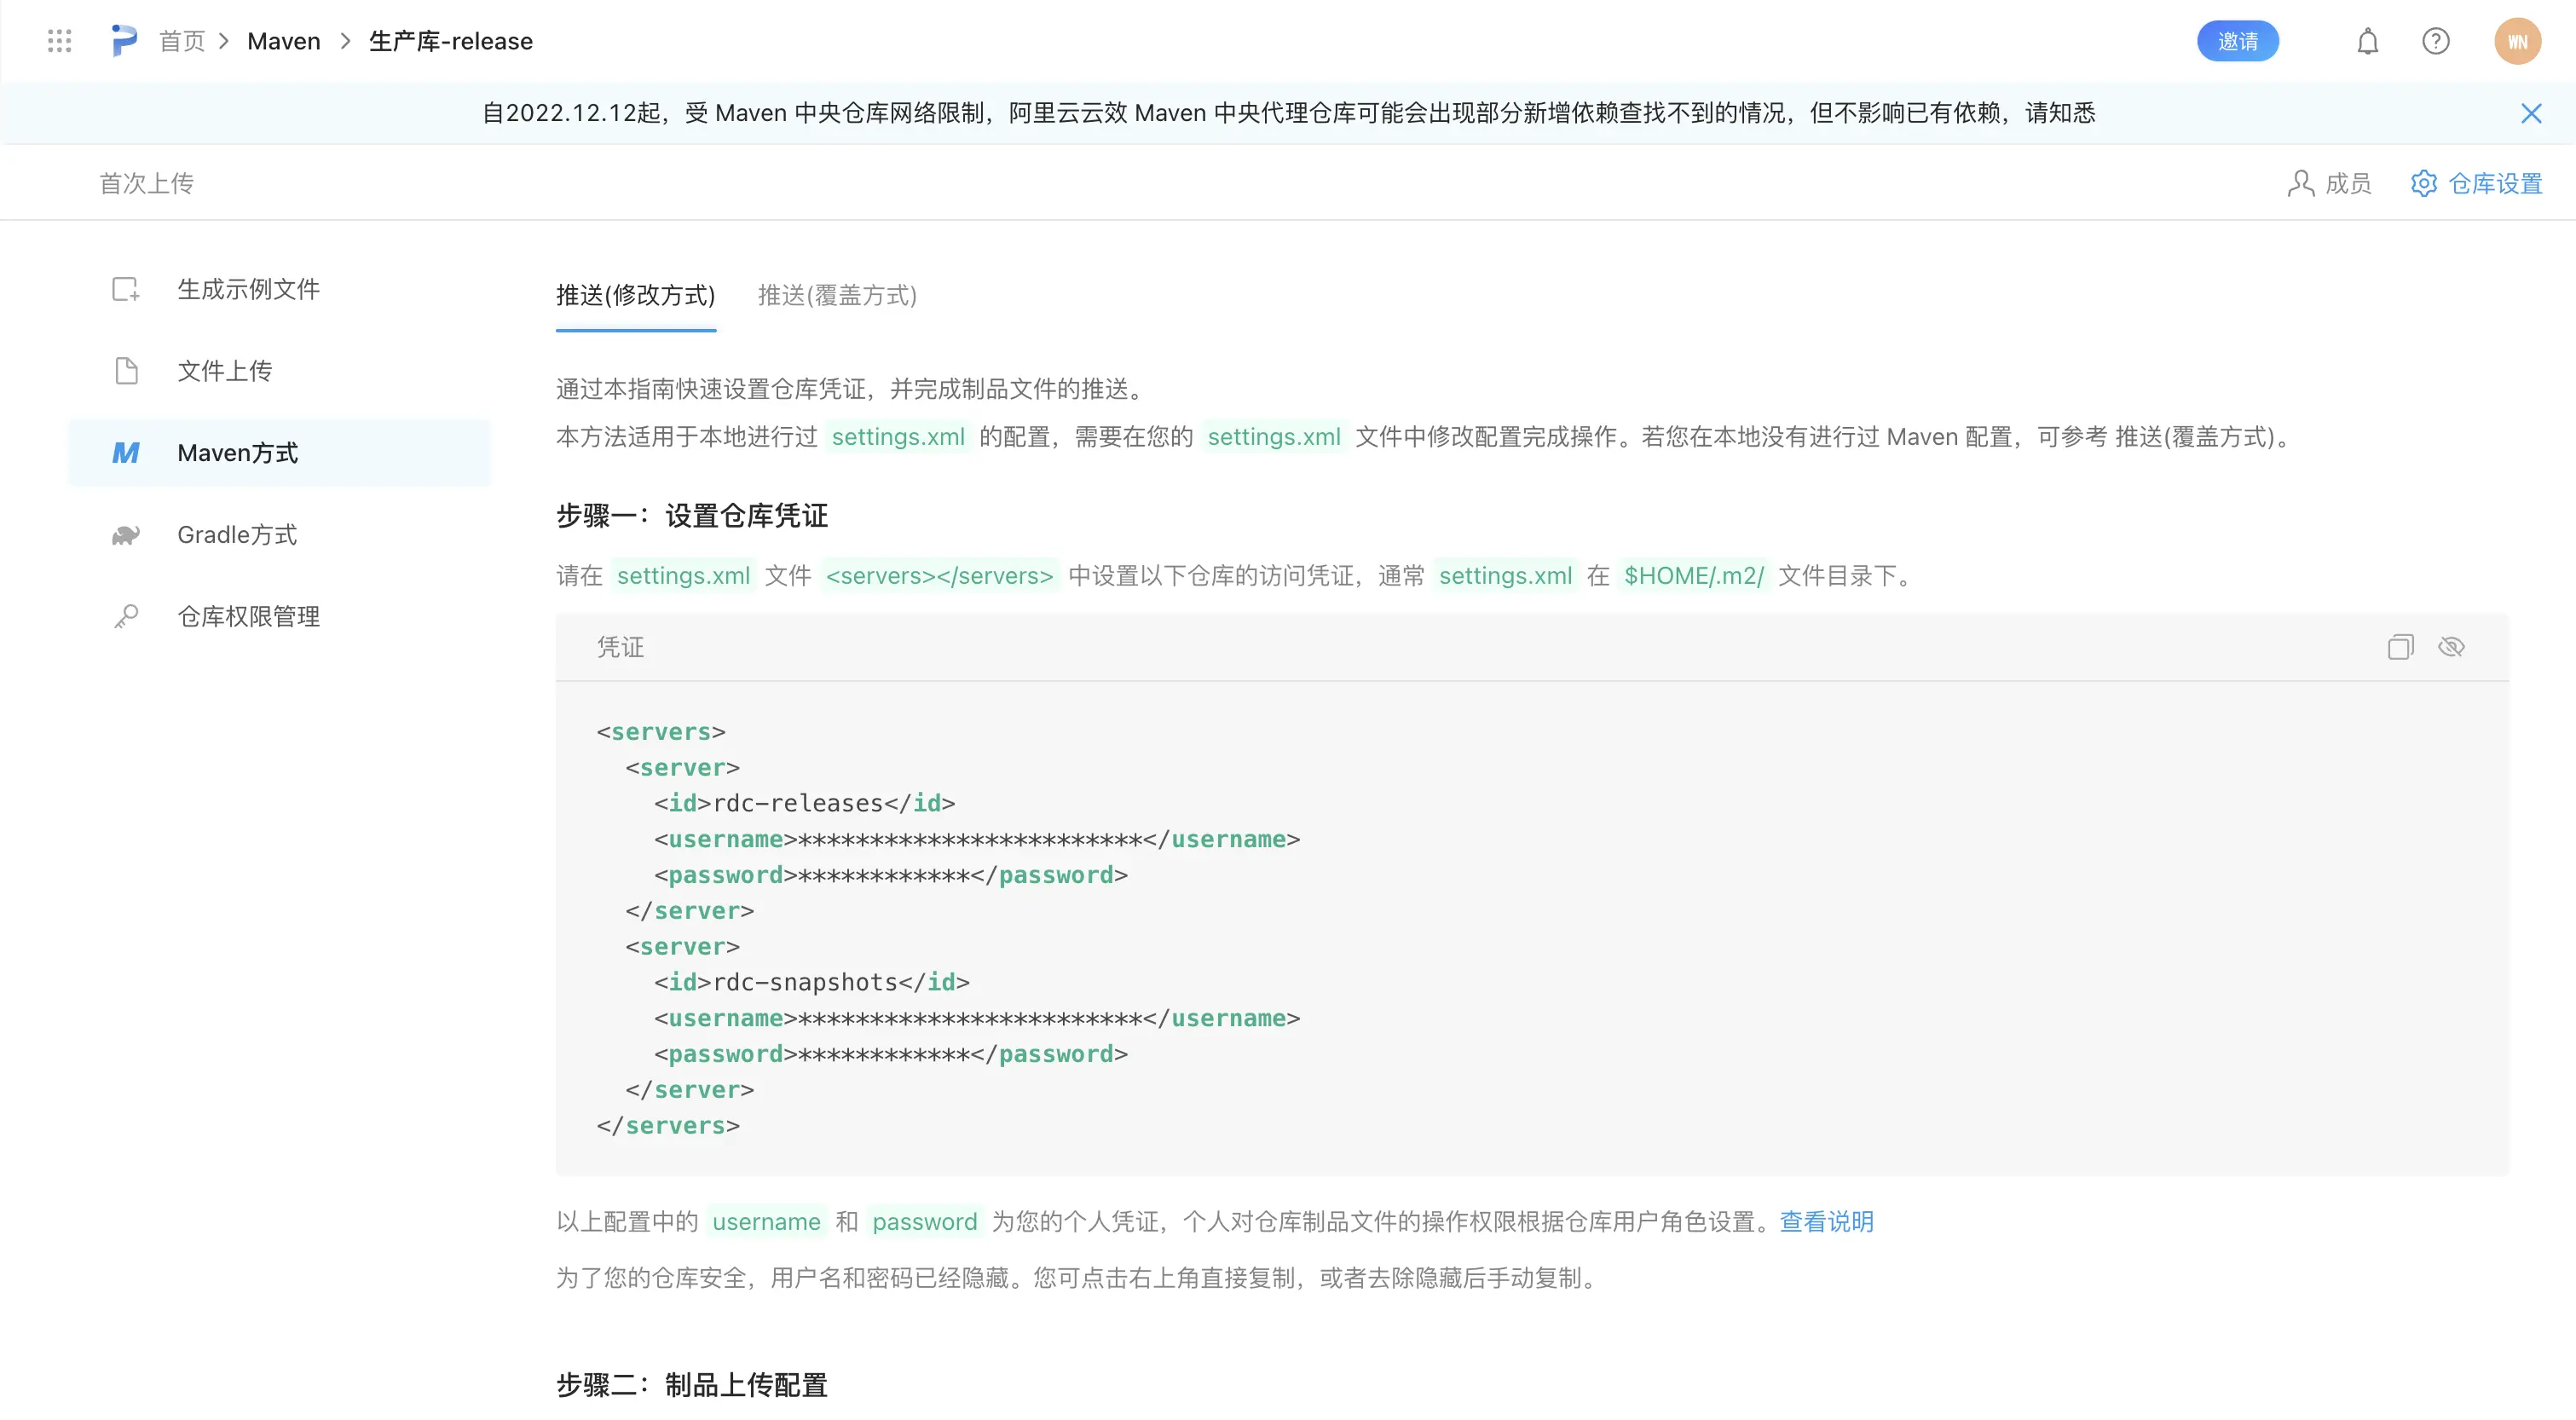 首页 > Maven > 生产库-release
邀请
WN
自2022.12.12起，受 Maven 中央仓库网络限制，阿里云云效 Maven 中央代理仓库可能会出现部分新增依赖查找不到的情况，但不影响已有依赖，请知悉
首次上传
成员
仓库设置
生成示例文件
文件上传
Maven方式
Gradle方式
仓库权限管理
推送(修改方式) 推送(覆盖方式)
通过本指南快速设置仓库凭证，并完成制品文件的推送。
本方法适用于本地进行过 settings.xml 的配置，需要在您的 settings.xml 文件中修改配置完成操作。若您在本地没有进行过 Maven 配置，可参考 推送(覆盖方式)。
步骤一：设置仓库凭证
请在 settings.xml 文件 <servers></servers> 中设置以下仓库的访问凭证，通常 settings.xml 在 $HOME/.m2/ 文件目录下。
凭证
<servers>
<server>
<id>rdc-releases</id>
<username>************************</username>
<password>************</password>
</server>
<server>
<id>rdc-snapshots</id>
<username>************************</username>
<password>************</password>
</server>
</servers>
以上配置中的 username 和 password 为您的个人凭证，个人对仓库制品文件的操作权限根据仓库用户角色设置。查看说明
为了您的仓库安全，用户名和密码已经隐藏。您可点击右上角直接复制，或者去除隐藏后手动复制。
步骤二：制品上传配置